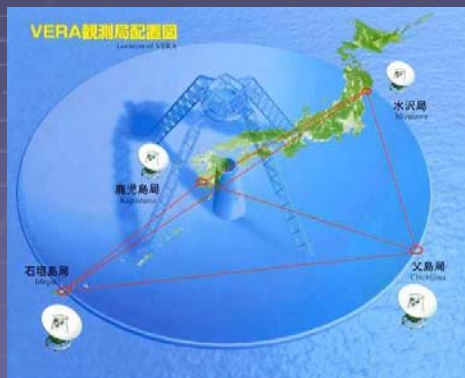 VERA観測局配置図
Location of VERA
水沢局
Mizusawa
鹿児島局
Kagoshima
石垣島局
Ishigaki
父島局
Chichijima